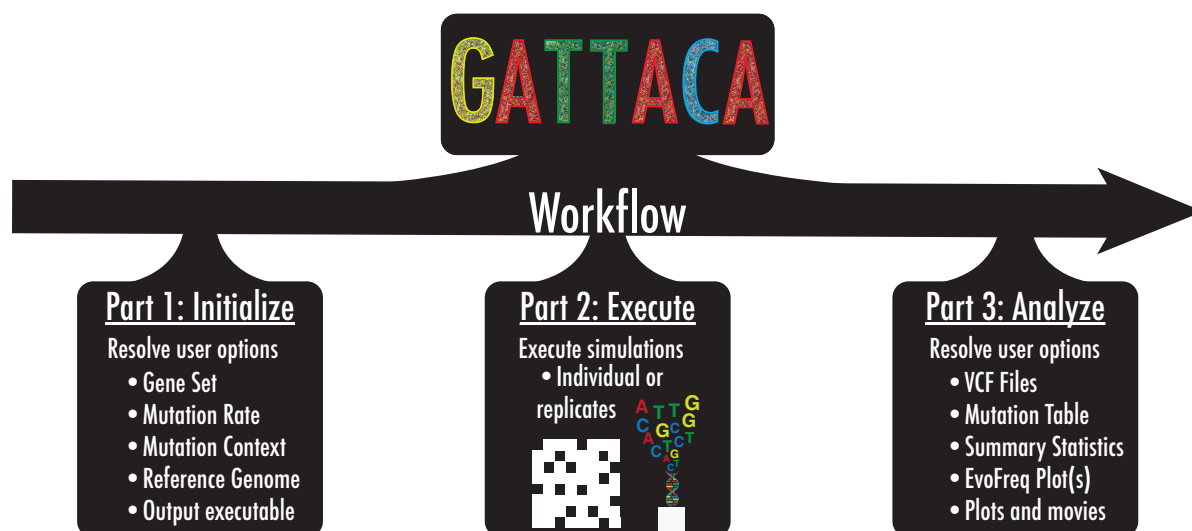 GATTACA
Workflow
Part 1: Initialize
Resolve user options
• Gene Set
• Mutation Rate
• Mutation Context
• Reference Genome
• Output executable
Part 2: Execute
Execute simulations
• Individual or
replicates
Part 3: Analyze
Resolve user options
• VCF Files
• Mutation Table
• Summary Statistics
• EvoFreq Plot(s)
• Plots and movies